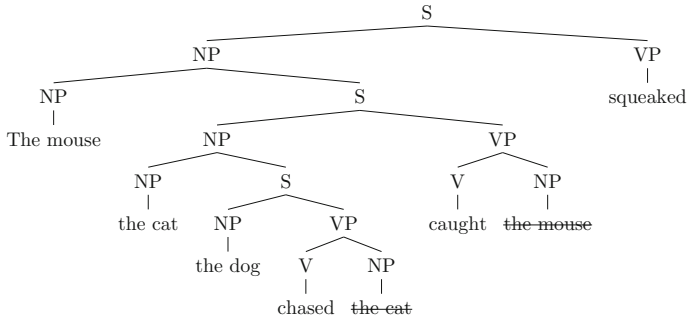 S
NP VP
NP S squeaked
The mouse NP VP
NP S V NP
the cat NP VP caught the mouse
the dog V NP
chased the cat